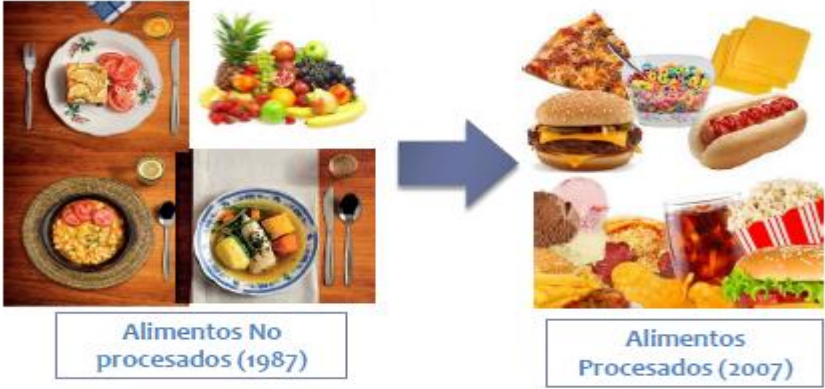 Alimentos No
procesados (1987)
Alimentos
Procesados (2007)